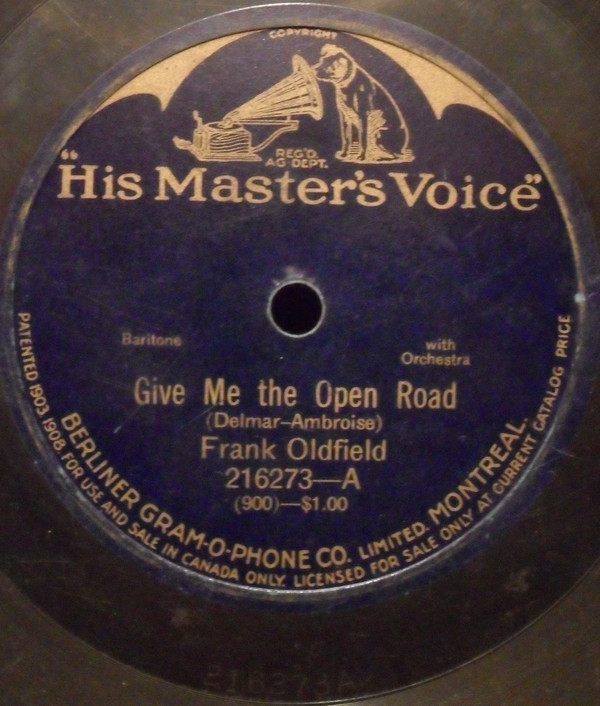 COPYRIGHT
REG'D.
AG. DEPT.
"His Master's Voice"
Baritone
with
Orchestra
Give Me the Open Road
(Delmar-Ambroise)
Frank Oldfield
216273—A
(900)—$1.00
BERLINER GRAM-O-PHONE CO. LIMITED. MONTREAL.
PATENTED 1903 1908. FOR USE AND SALE IN CANADA ONLY. LICENSED FOR SALE ONLY AT CURRENT CATALOG PRICE
216273A